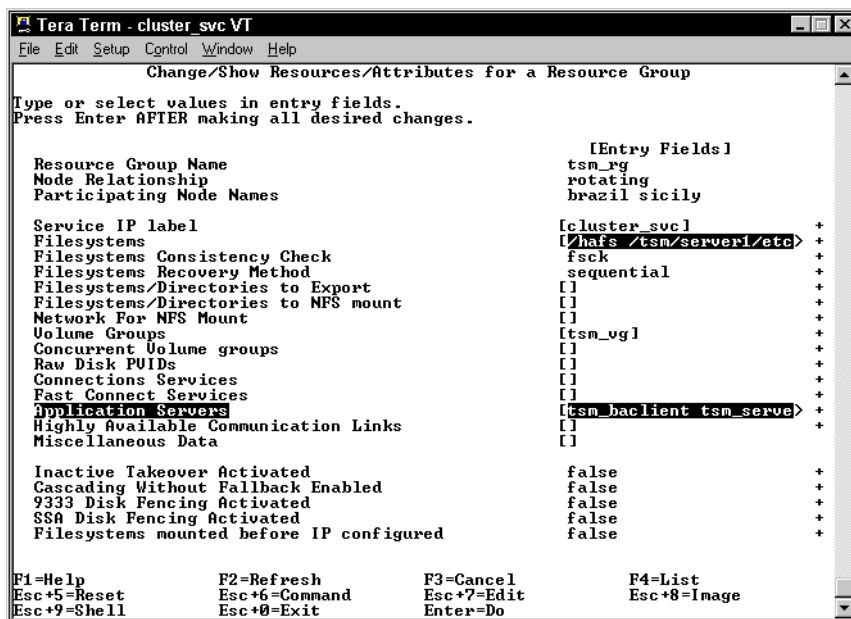 Tera Term - cluster_svc VT
File Edit Setup Control Window Help
Change/Show Resources/Attributes for a Resource Group
Type or select values in entry fields.
Press Enter AFTER making all desired changes.
[Entry Fields]
Resource Group Name tsm_rg
Node Relationship rotating
Participating Node Names brazil sicily
Service IP label [cluster_svc] +
Filesystems [/hafs /tsm/server1/etc> +
Filesystems Consistency Check fsck +
Filesystems Recovery Method sequential +
Filesystems/Directories to Export [] +
Filesystems/Directories to NFS mount [] +
Network For NFS Mount [] +
Volume Groups [tsm_vg] +
Concurrent Volume groups [] +
Raw Disk PVIDs [] +
Connections Services [] +
Fast Connect Services [] +
Application Servers [tsm_baclient tsm_serve> +
Highly Available Communication Links [] +
Miscellaneous Data []
Inactive Takeover Activated false +
Cascading Without Fallback Enabled false +
9333 Disk Fencing Activated false +
SSA Disk Fencing Activated false +
Filesystems mounted before IP configured false +
F1=Help F2=Refresh F3=Cancel F4=List
Esc+5=Reset Esc+6=Command Esc+7=Edit Esc+8=Image
Esc+9=Shell Esc+0=Exit Enter=Do